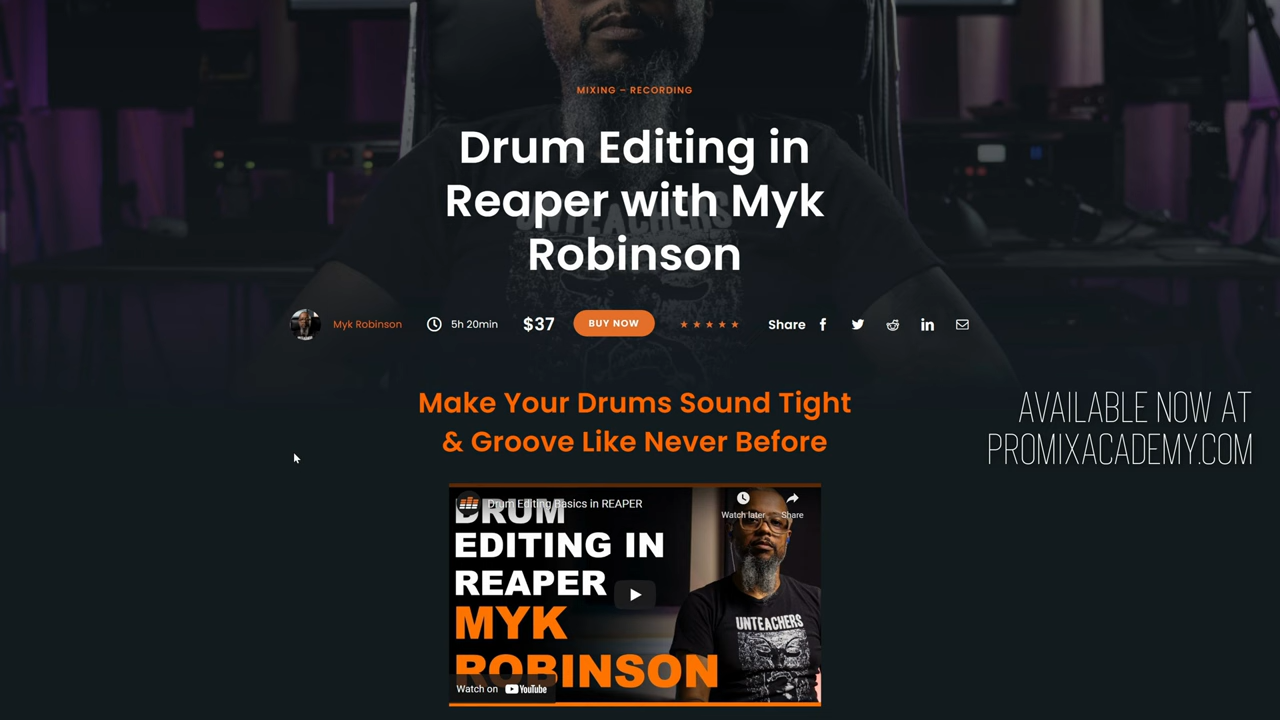 MIXING – RECORDING
Drum Editing in
Reaper with Myk
Robinson
UNTEACHERS
Myk Robinson
5h 20min
$37
BUY NOW
Share
Make Your Drums Sound Tight
& Groove Like Never Before
AVAILABLE NOW AT
PROMIXACADEMY.COM
Drum Editing Basics in REAPER
Watch later
Share
DRUM
EDITING IN
REAPER
MYK
ROBINSON
UNTEACHERS
Watch on YouTube